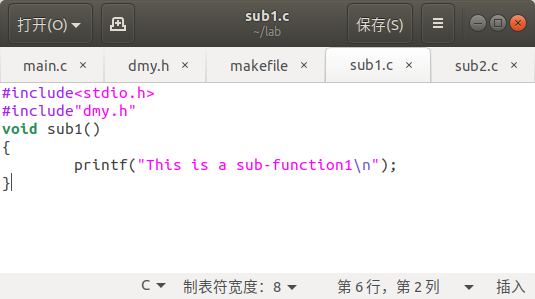 sub1.c
打开(O)
~/lab
保存(S)
main.c × dmy.h × makefile × sub1.c × sub2.c ×
#include<stdio.h>
#include"dmy.h"
void sub1()
{
        printf("This is a sub-function1\n");
}
C 制表符宽度：8 第 6 行，第 2 列 插入